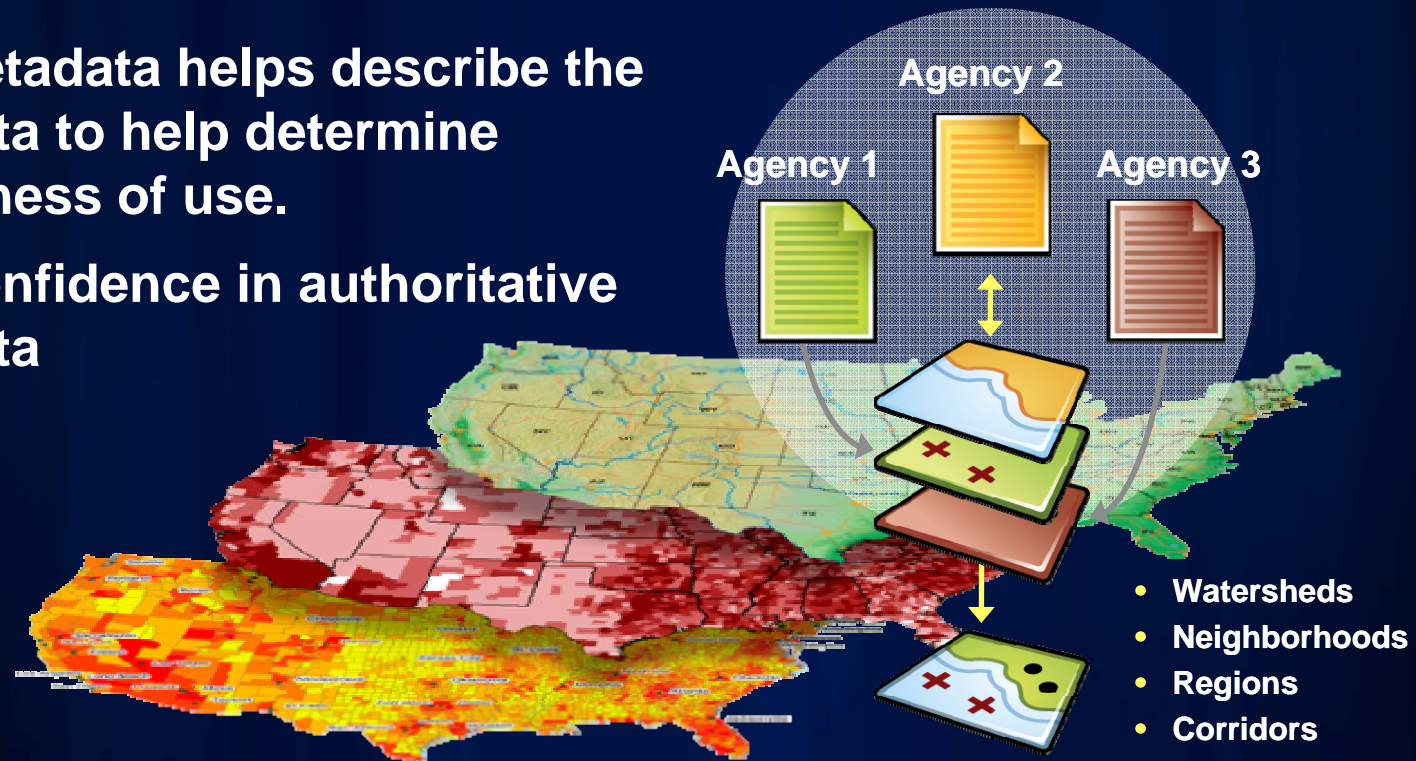 etadata helps describe the
ta to help determine
ness of use.
onfidence in authoritative
ta
Agency 2
Agency 1
Agency 3
• Watersheds
• Neighborhoods
• Regions
• Corridors